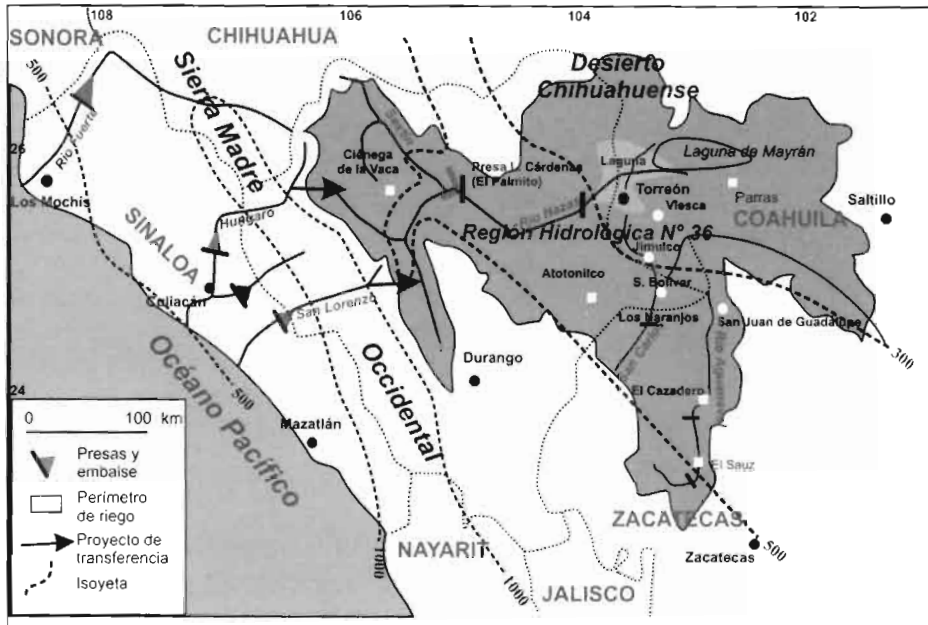 108
106
104
102
SONORA
CHIHUAHUA
500
Sierra Madre
Desierto
Chihuahuense
Río Fuerte
26
Ciénega
de la Vaca
Presa L. Cárdenas
(El Palmito)
Laguna
Laguna de Mayrán
Los Mochis
Torreón
Viesca
Parras
COAHUILA
Saltillo
SINALOA
Río Nazas
Región Hidrológica N° 36
Jimulco
Culiacán
San Lorenzo
Atotonilco
S. Bolívar
Los Naranjos
San Juan de Guadalupe
300
Océano Pacífico
500
Occidental
Durango
24
El Cazadero
Mazatlán
El Sauz
ZACATECAS
Zacatecas
500
NAYARIT
1000
1000
JALISCO
0 100 km
Presas y
embalse
Perímetro
de riego
Proyecto de
transferencia
Isoyeta